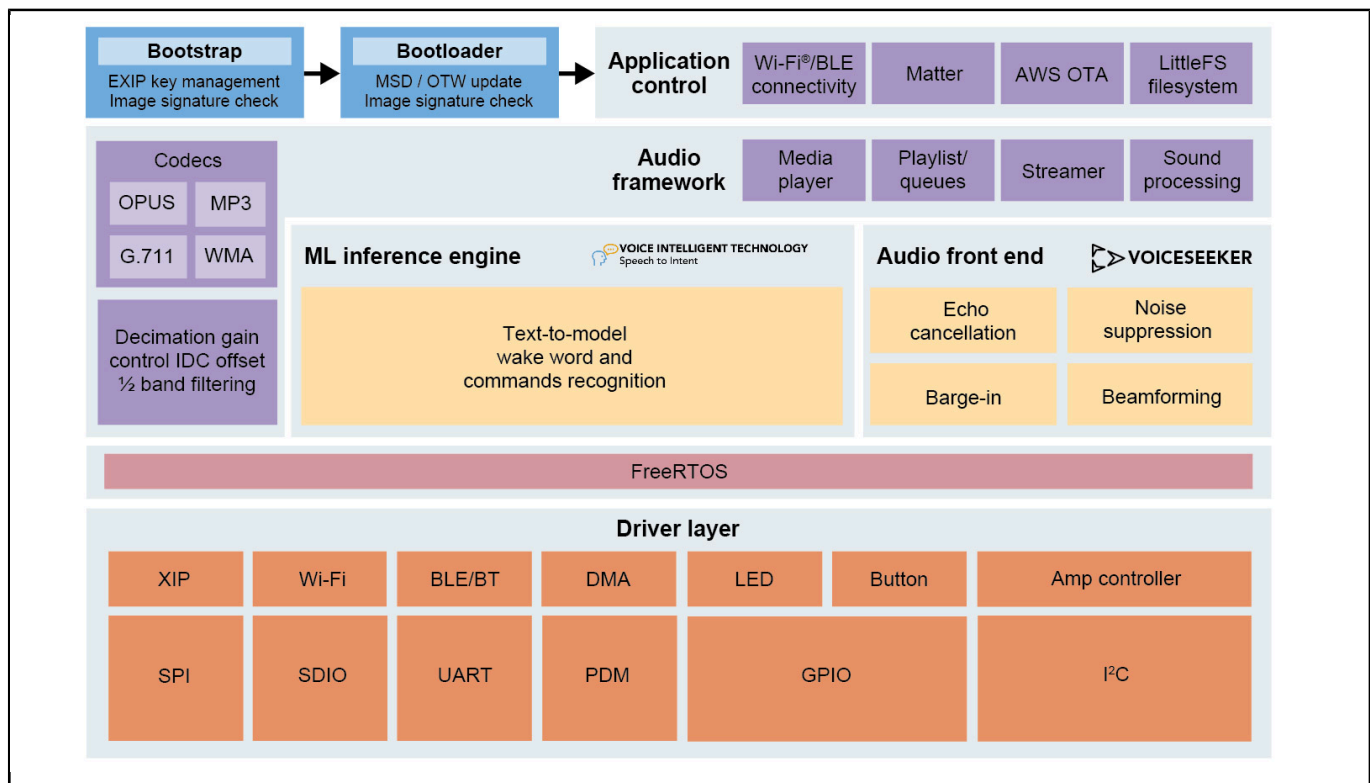 Bootstrap
EXIP key management
Image signature check
Bootloader
MSD / OTW update
Image signature check
Application
control
Wi-Fi®/BLE
connectivity
Matter
AWS OTA
LittleFS
filesystem
Codecs
OPUS
MP3
G.711
WMA
Audio
framework
Media
player
Playlist/
queues
Streamer
Sound
processing
Decimation gain
control IDC offset
½ band filtering
ML inference engine
VOICE INTELLIGENT TECHNOLOGY
Speech to Intent
Text-to-model
wake word and
commands recognition
Audio front end
VOICESEEKER
Echo
cancellation
Noise
suppression
Barge-in
Beamforming
FreeRTOS
Driver layer
XIP
Wi-Fi
BLE/BT
DMA
LED
Button
Amp controller
SPI
SDIO
UART
PDM
GPIO
I²C